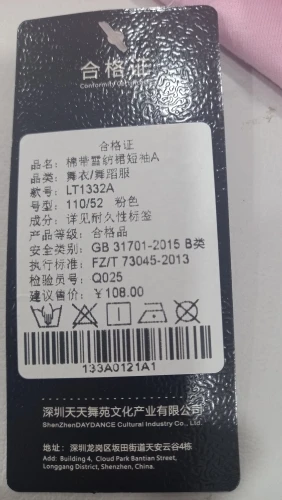 合格证
Conformity Certificate
合格证
品名：棉带雪纺裙短袖A
品类：舞衣/舞蹈服
款号：LT1332A
号型：110/52 粉色
成分：详见耐久性标签
产品等级：合格品
安全类别：GB 31701-2015 B类
执行标准：FZ/T 73045-2013
检验员号：Q025
建议售价：￥108.00
133A0121A1
深圳天天舞苑文化产业有限公司
ShenZhenDAYDANCE Cultural Industry Co., Ltd.
地址：深圳龙岗区坂田街道天安云谷4栋
Add: Building 4, Cloud Park Bantian Street,
Longgang District, Shenzhen, China.